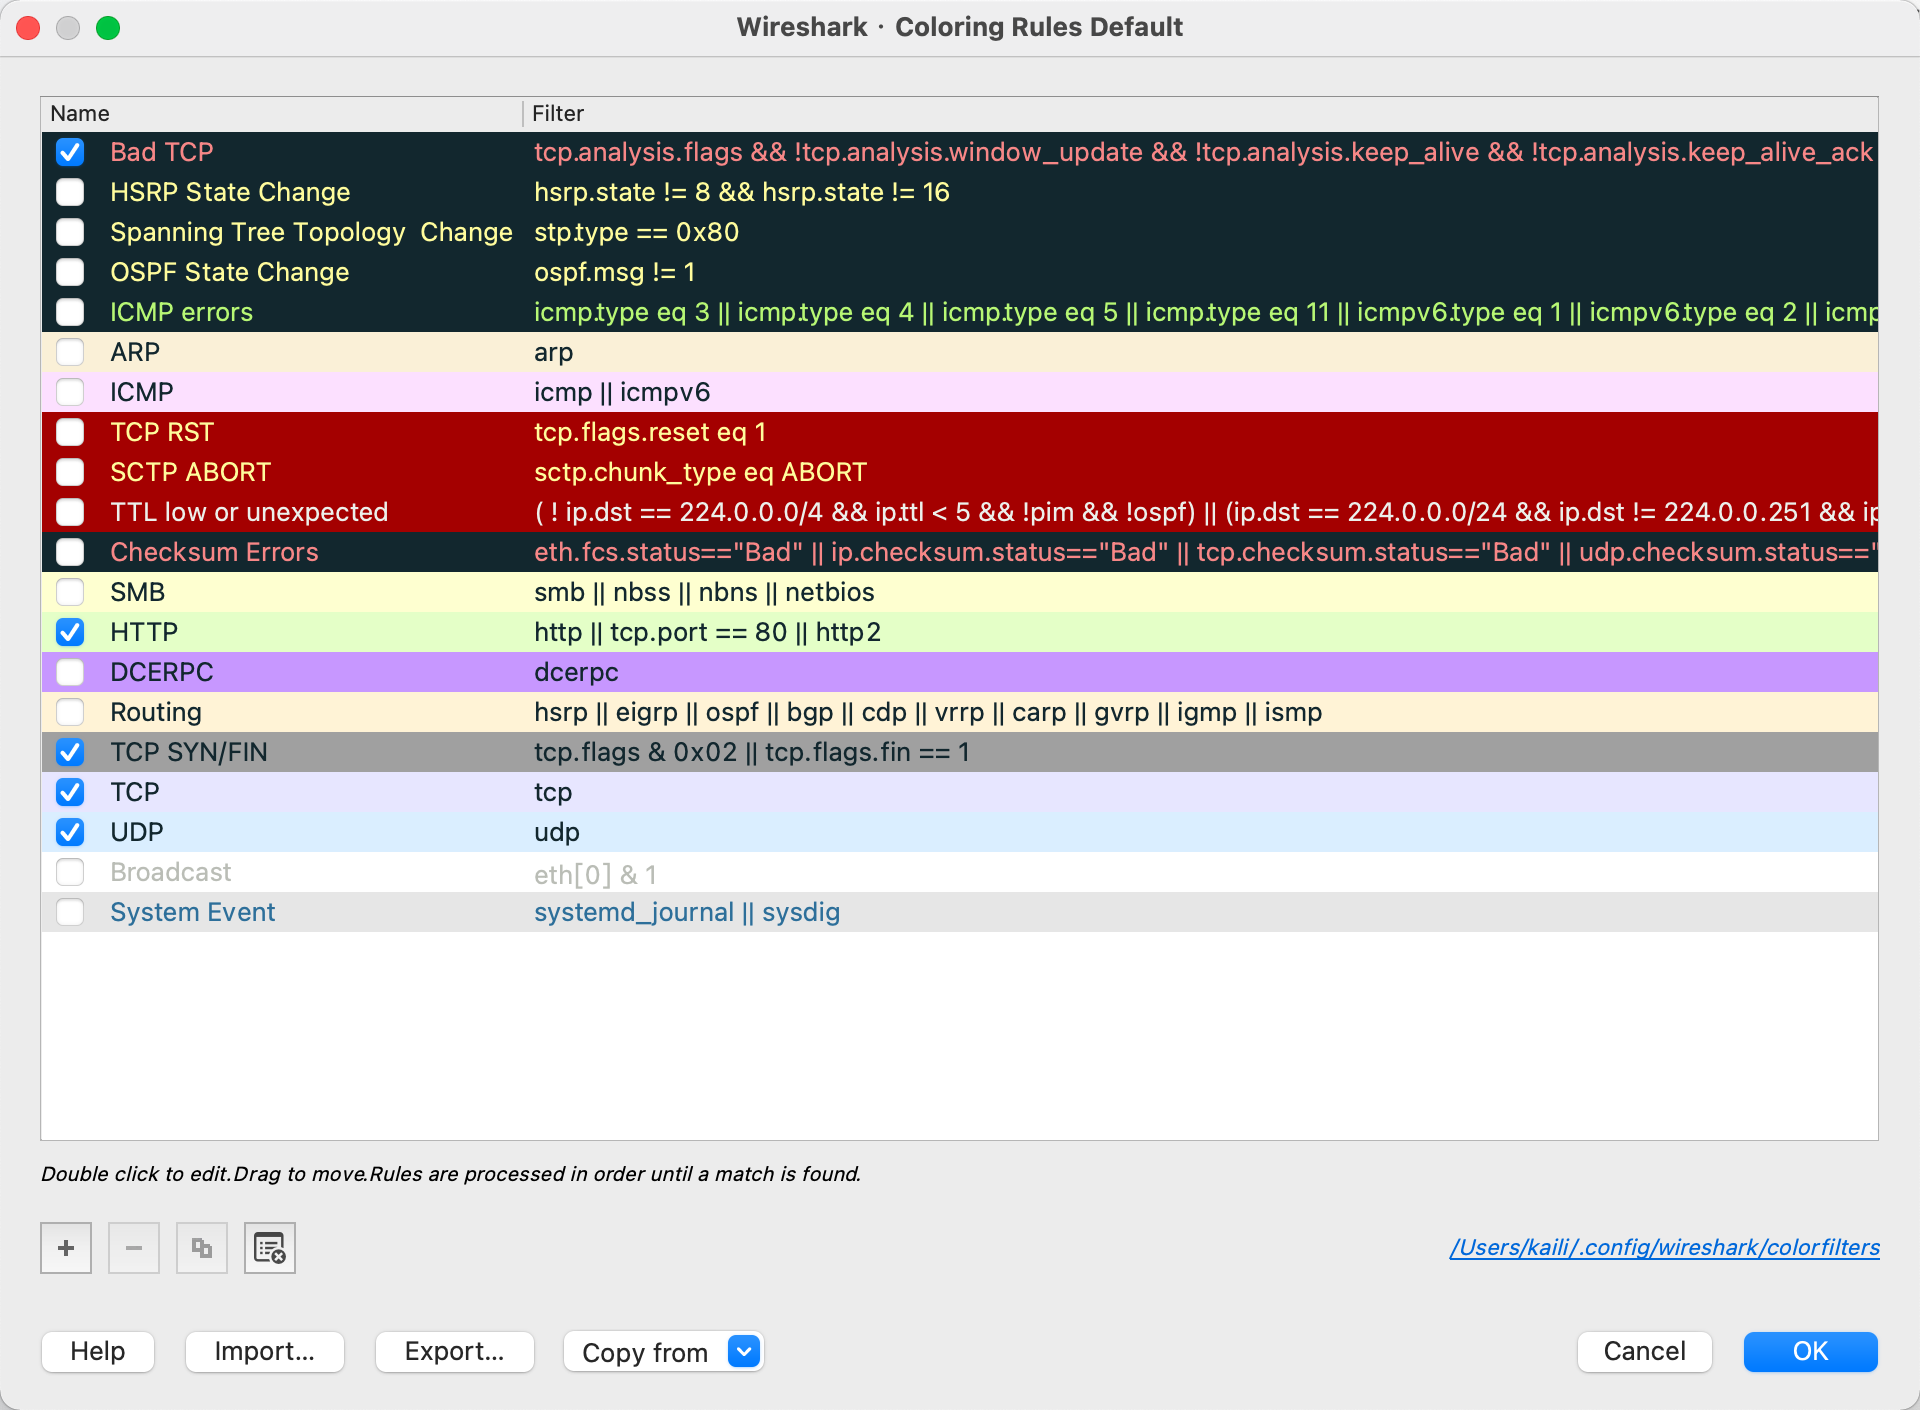 Wireshark · Coloring Rules Default
Name Filter
Bad TCP tcp.analysis.flags && !tcp.analysis.window_update && !tcp.analysis.keep_alive && !tcp.analysis.keep_alive_ack
HSRP State Change hsrp.state != 8 && hsrp.state != 16
Spanning Tree Topology  Change stp.type == 0x80
OSPF State Change ospf.msg != 1
ICMP errors icmp.type eq 3 || icmp.type eq 4 || icmp.type eq 5 || icmp.type eq 11 || icmpv6.type eq 1 || icmpv6.type eq 2 || icmp
ARP arp
ICMP icmp || icmpv6
TCP RST tcp.flags.reset eq 1
SCTP ABORT sctp.chunk_type eq ABORT
TTL low or unexpected ( ! ip.dst == 224.0.0.0/4 && ip.ttl < 5 && !pim && !ospf) || (ip.dst == 224.0.0.0/24 && ip.dst != 224.0.0.251 && ip
Checksum Errors eth.fcs.status=="Bad" || ip.checksum.status=="Bad" || tcp.checksum.status=="Bad" || udp.checksum.status=="
SMB smb || nbss || nbns || netbios
HTTP http || tcp.port == 80 || http2
DCERPC dcerpc
Routing hsrp || eigrp || ospf || bgp || cdp || vrrp || carp || gvrp || igmp || ismp
TCP SYN/FIN tcp.flags & 0x02 || tcp.flags.fin == 1
TCP tcp
UDP udp
Broadcast eth[0] & 1
System Event systemd_journal || sysdig
Double click to edit.Drag to move.Rules are processed in order until a match is found.
/Users/kaili/.config/wireshark/colorfilters
Help Import... Export... Copy from Cancel OK